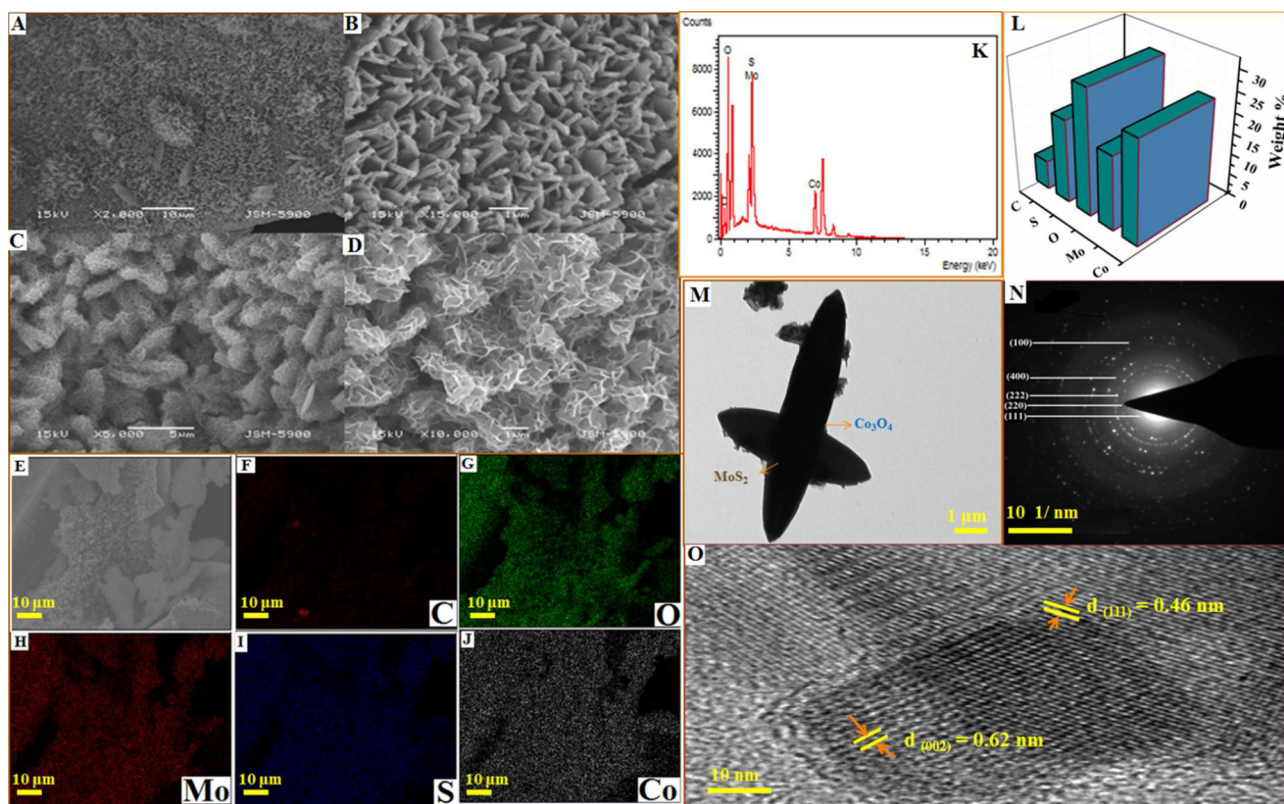 A
15kV X2,000 10µm JSM-5900
B
15kV X15,000 1µm JSM-5900
C
15kV X5,000 5µm JSM-5900
D
15kV X10,000 1µm JSM-5900
E
10 µm
F
10 µm
C
G
10 µm
O
H
10 µm
Mo
I
10 µm
S
J
10 µm
Co
K
Counts
8000
6000
4000
2000
0
O
S
Mo
Co
0 5 10 15 20
Energy (keV)
L
30
25
20
15
10
5
0
Weight %
C
S
O
Mo
Co
M
Co₃O₄
MoS₂
1 µm
N
(100)
(400)
(222)
(220)
(111)
10 1/ nm
O
d (111) = 0.46 nm
d (002) = 0.62 nm
10 nm